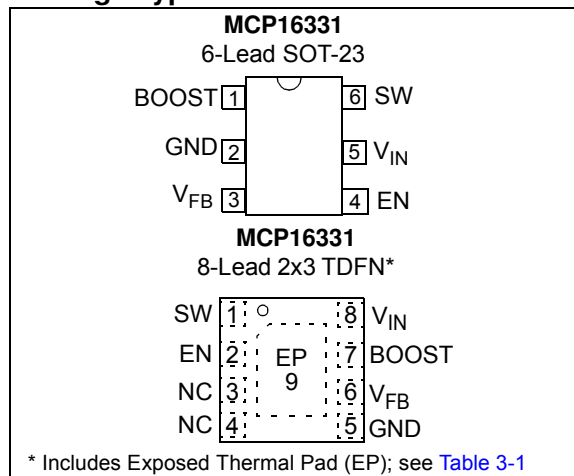 MCP16331
6-Lead SOT-23
BOOST 1 6 SW
GND 2 5 VIN
VFB 3 4 EN
MCP16331
8-Lead 2x3 TDFN*
SW 1 8 VIN
EN 2 EP 7 BOOST
NC 3 9 6 VFB
NC 4 5 GND
* Includes Exposed Thermal Pad (EP); see Table 3-1